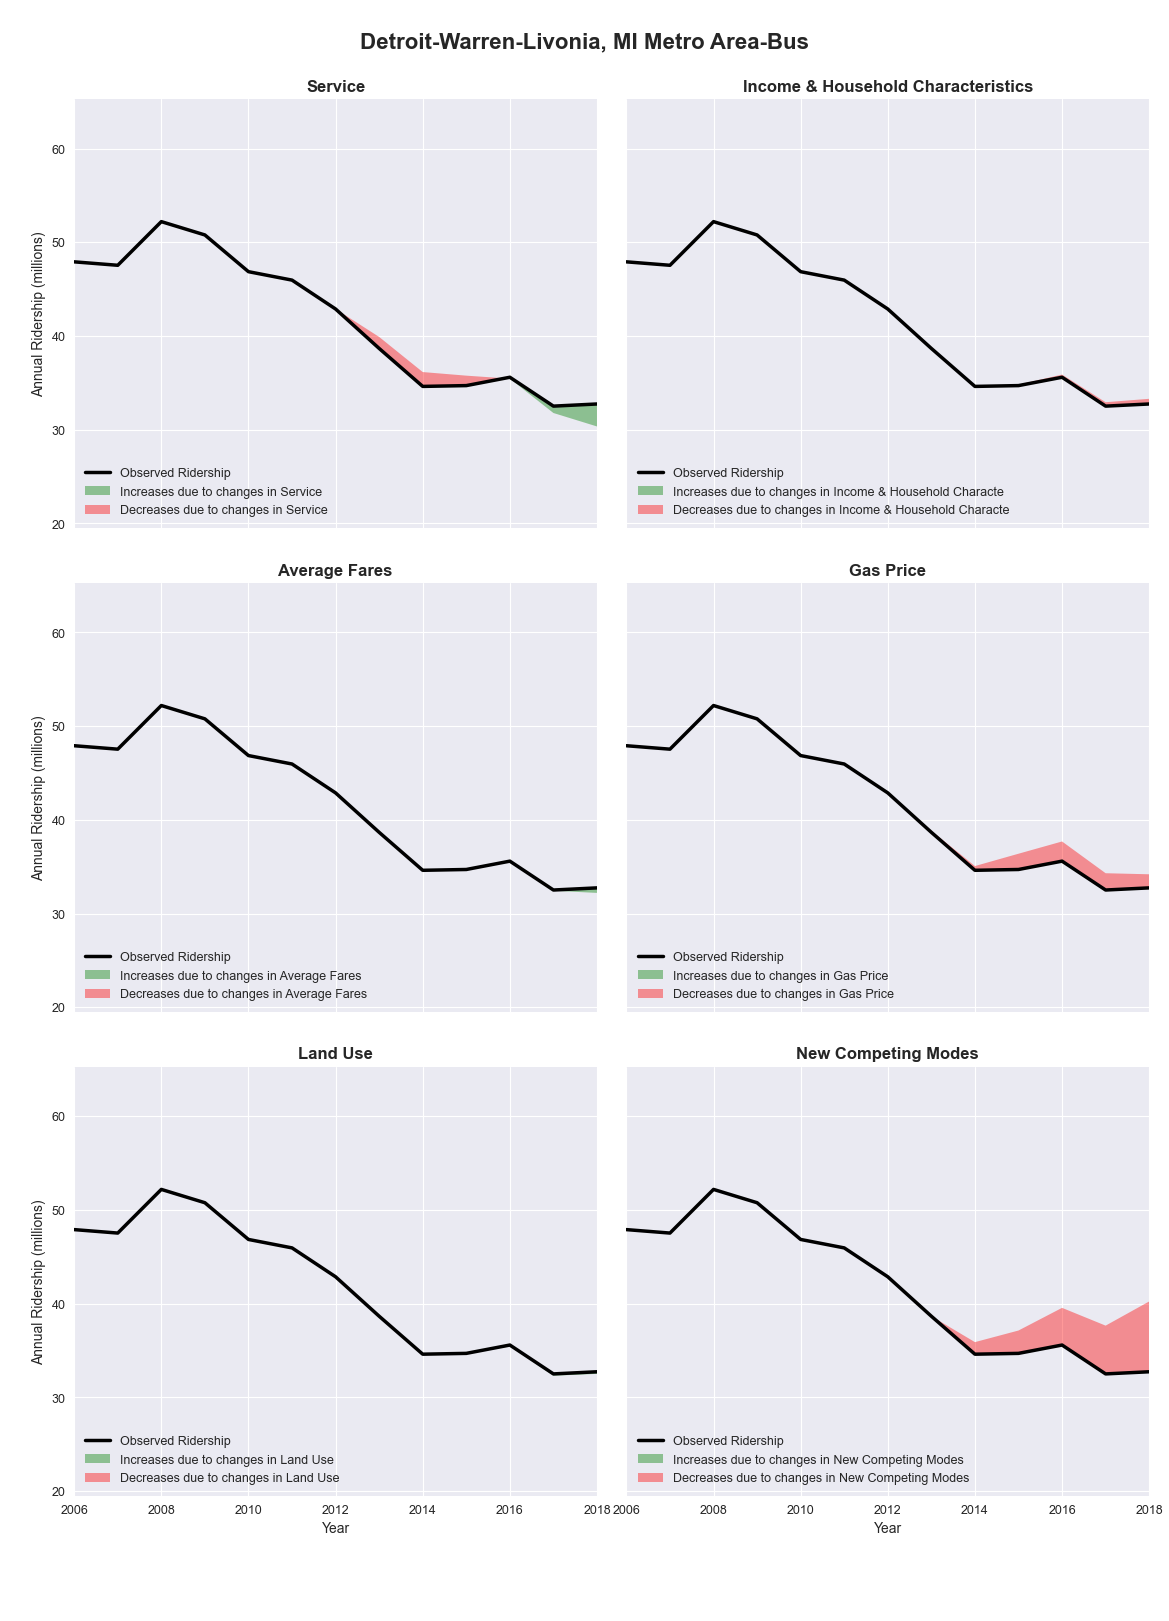 Detroit-Warren-Livonia, MI Metro Area-Bus
Service
Income & Household Characteristics
60
50
40
30
20
Annual Ridership (millions)
Observed Ridership
Increases due to changes in Service
Decreases due to changes in Service
Observed Ridership
Increases due to changes in Income & Household Characte
Decreases due to changes in Income & Household Characte
Average Fares
Gas Price
60
50
40
30
20
Annual Ridership (millions)
Observed Ridership
Increases due to changes in Average Fares
Decreases due to changes in Average Fares
Observed Ridership
Increases due to changes in Gas Price
Decreases due to changes in Gas Price
Land Use
New Competing Modes
60
50
40
30
20
Annual Ridership (millions)
Observed Ridership
Increases due to changes in Land Use
Decreases due to changes in Land Use
Observed Ridership
Increases due to changes in New Competing Modes
Decreases due to changes in New Competing Modes
2006 2008 2010 2012 2014 2016 2018
2006 2008 2010 2012 2014 2016 2018
Year
Year